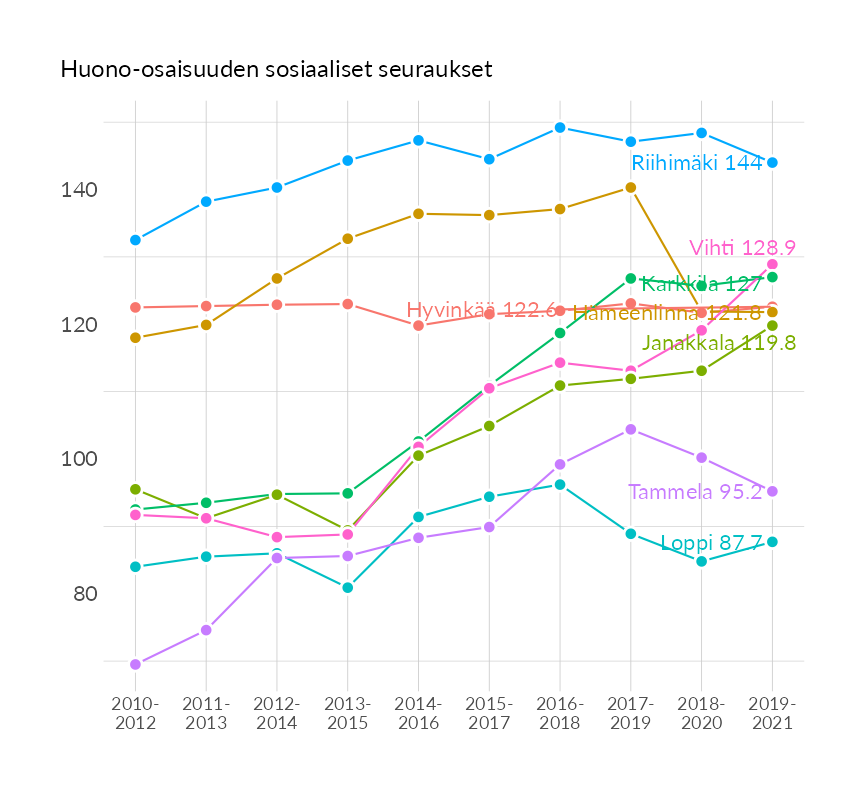 Huono-osaisuuden sosiaaliset seuraukset
140
120
100
80
Riihimäki 144
Vihti 128.9
Karkkila 127
Hyvinkää 122.6
Hämeenlinna 121.8
Janakkala 119.8
Tammela 95.2
Loppi 87.7
2010-
2012
2011-
2013
2012-
2014
2013-
2015
2014-
2016
2015-
2017
2016-
2018
2017-
2019
2018-
2020
2019-
2021